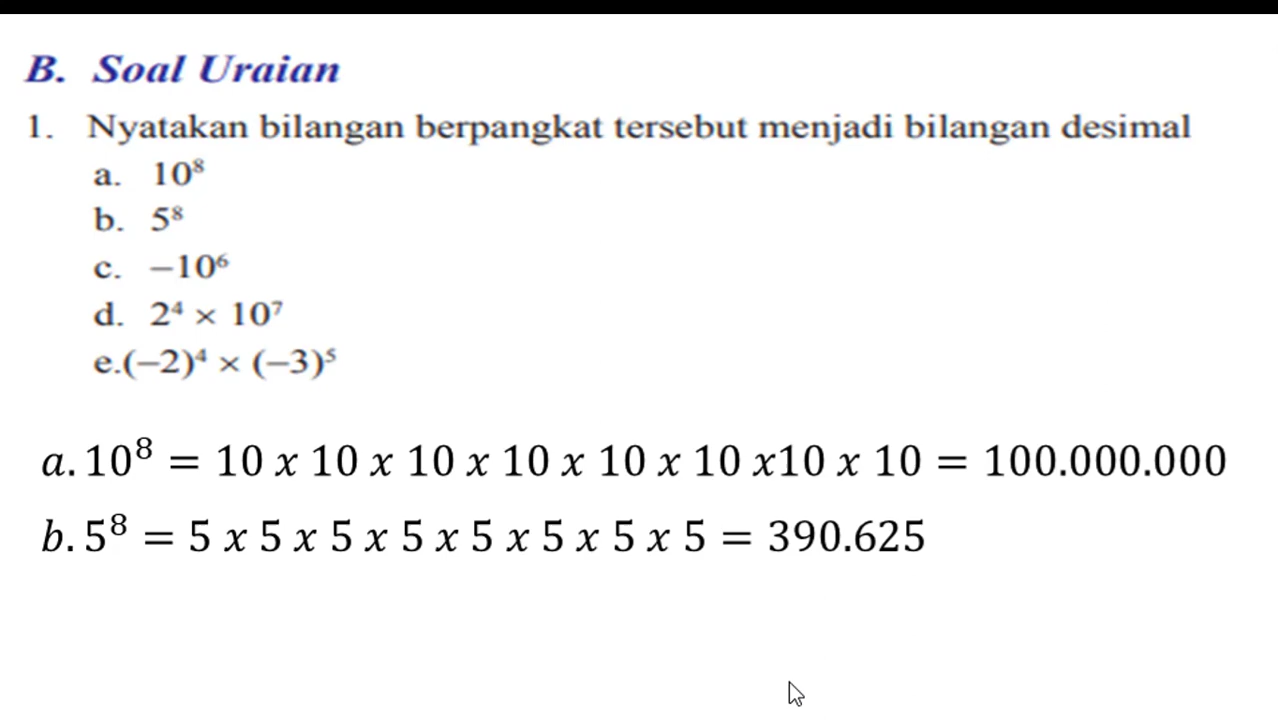 B. Soal Uraian
1. Nyatakan bilangan berpangkat tersebut menjadi bilangan desimal
a. 10⁸
b. 5⁸
c. −10⁶
d. 2⁴ × 10⁷
e.(−2)⁴ × (−3)⁵
a. 10⁸ = 10 x 10 x 10 x 10 x 10 x 10 x10 x 10 = 100.000.000
b. 5⁸ = 5 x 5 x 5 x 5 x 5 x 5 x 5 x 5 = 390.625